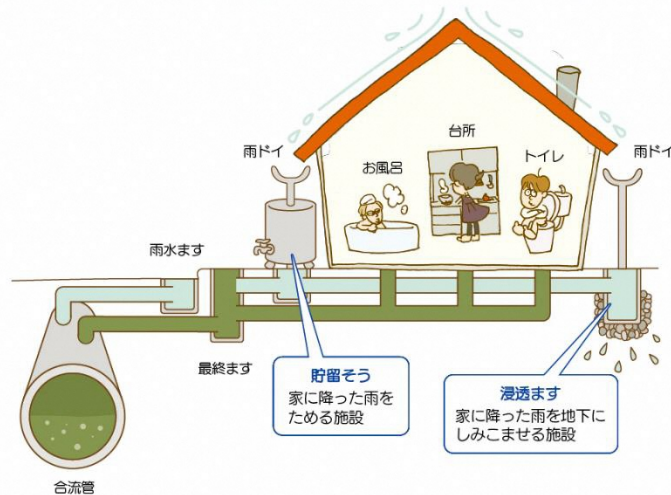 台所
雨ドイ
お風呂
トイレ
雨ドイ
雨水ます
最終ます
貯留そう
家に降った雨を
ためる施設
浸透ます
家に降った雨を地下に
しみこませる施設
合流管